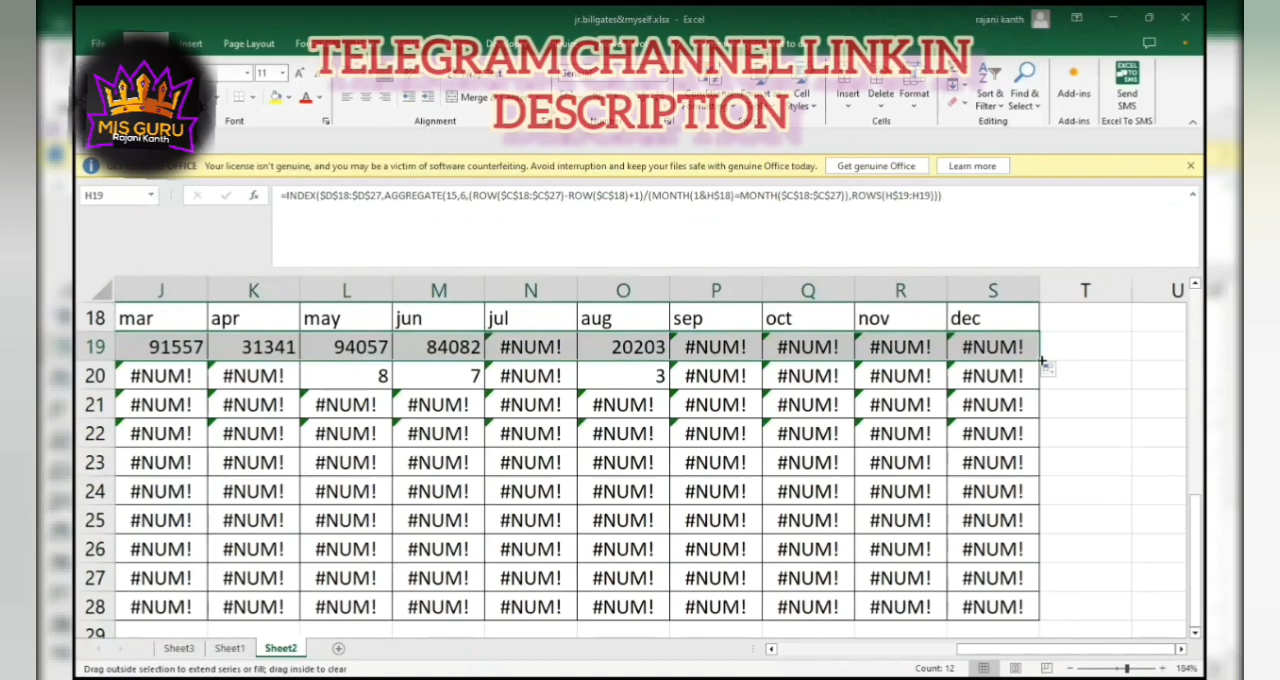 jr.billgates&myself.xlsx - Excel
rajani kanth
File
Insert
Page Layout
TELEGRAM CHANNEL LINK IN
DESCRIPTION
MIS GURU
Rajani Kanth
11
Insert Delete Format
Sort & Find &
Filter Select
Add-ins
Send
SMS
EXCEL TO SMS
Cell
Styles
Font
Alignment
Cells
Editing
Add-ins
Excel To SMS
Your license isn't genuine, and you may be a victim of software counterfeiting. Avoid interruption and keep your files safe with genuine Office today. Get genuine Office Learn more
H19 fx =INDEX($D$18:$D$27,AGGREGATE(15,6,(ROW($C$18:$C$27)-ROW($C$18)+1)/(MONTH(1&H$18)=MONTH($C$18:$C$27)),ROWS(H$19:H19)))
J K L M N O P Q R S T U
18 mar apr may jun jul aug sep oct nov dec
19 91557 31341 94057 84082 #NUM! 20203 #NUM! #NUM! #NUM! #NUM!
20 #NUM! #NUM! 8 7 #NUM! 3 #NUM! #NUM! #NUM! #NUM!
21 #NUM! #NUM! #NUM! #NUM! #NUM! #NUM! #NUM! #NUM! #NUM! #NUM!
22 #NUM! #NUM! #NUM! #NUM! #NUM! #NUM! #NUM! #NUM! #NUM! #NUM!
23 #NUM! #NUM! #NUM! #NUM! #NUM! #NUM! #NUM! #NUM! #NUM! #NUM!
24 #NUM! #NUM! #NUM! #NUM! #NUM! #NUM! #NUM! #NUM! #NUM! #NUM!
25 #NUM! #NUM! #NUM! #NUM! #NUM! #NUM! #NUM! #NUM! #NUM! #NUM!
26 #NUM! #NUM! #NUM! #NUM! #NUM! #NUM! #NUM! #NUM! #NUM! #NUM!
27 #NUM! #NUM! #NUM! #NUM! #NUM! #NUM! #NUM! #NUM! #NUM! #NUM!
28 #NUM! #NUM! #NUM! #NUM! #NUM! #NUM! #NUM! #NUM! #NUM! #NUM!
29
Sheet3 Sheet1 Sheet2
Drag outside selection to extend series or fill; drag inside to clear Count: 12 184%